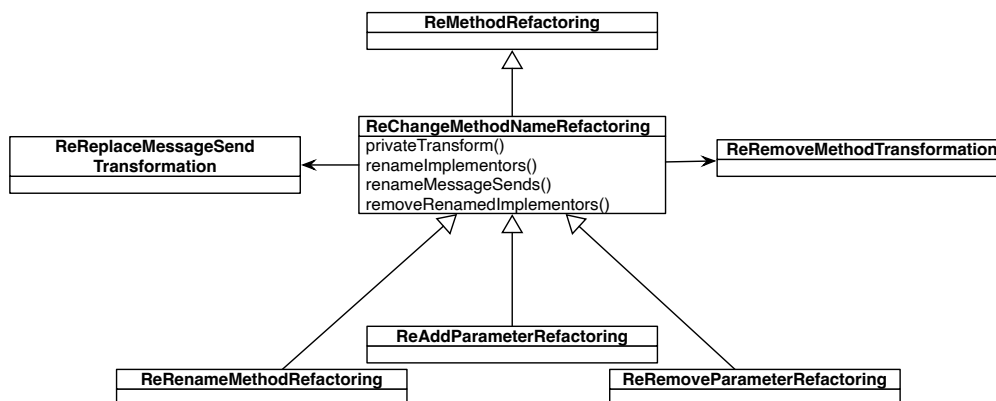 ReMethodRefactoring
ReChangeMethodNameRefactoring
privateTransform()
renameImplementors()
renameMessageSends()
removeRenamedImplementors()
ReReplaceMessageSend
Transformation
ReRemoveMethodTransformation
ReAddParameterRefactoring
ReRenameMethodRefactoring
ReRemoveParameterRefactoring